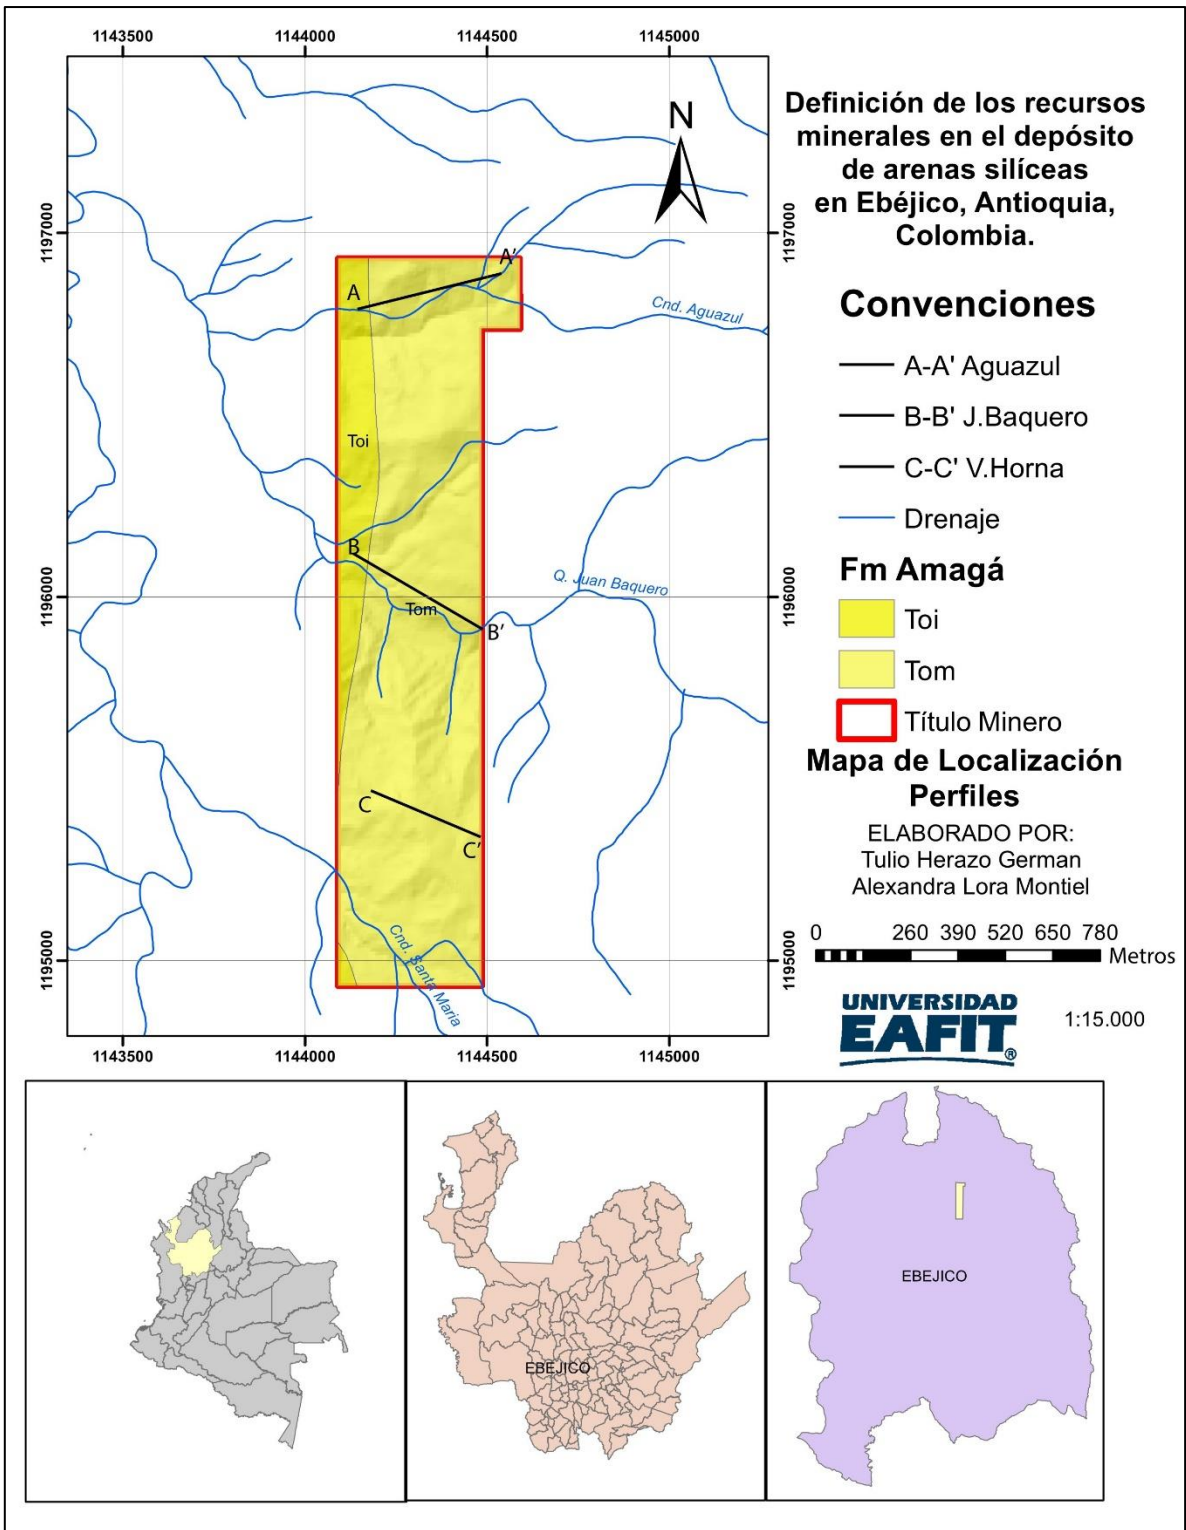 1143500
1144000
1144500
1145000
1197000
1196000
1195000
1197000
1196000
1195000
N
A
A'
Cnd. Aguazul
Toi
B
Tom
B'
Q. Juan Baquero
C
C'
Cnd. Santa Maria
1143500
1144000
1144500
1145000
Definición de los recursos
minerales en el depósito
de arenas silíceas
en Ebéjico, Antioquia,
Colombia.
Convenciones
A-A' Aguazul
B-B' J.Baquero
C-C' V.Horna
Drenaje
Fm Amagá
Toi
Tom
Título Minero
Mapa de Localización
Perfiles
ELABORADO POR:
Tulio Herazo German
Alexandra Lora Montiel
0 260 390 520 650 780
Metros
UNIVERSIDAD
EAFIT®
1:15.000
EBEJICO
EBEJICO